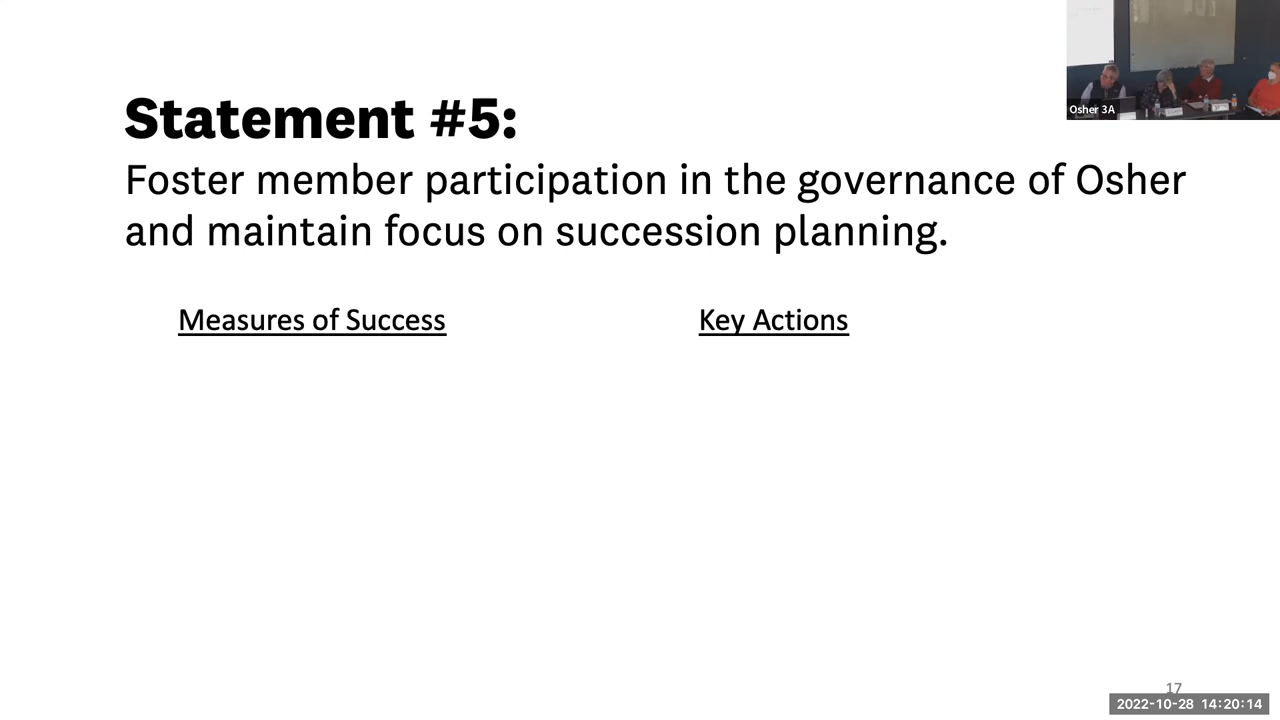 Statement #5:
Foster member participation in the governance of Osher
and maintain focus on succession planning.
Measures of Success
Key Actions
Osher 3A
17
2022-10-28 14:20:14